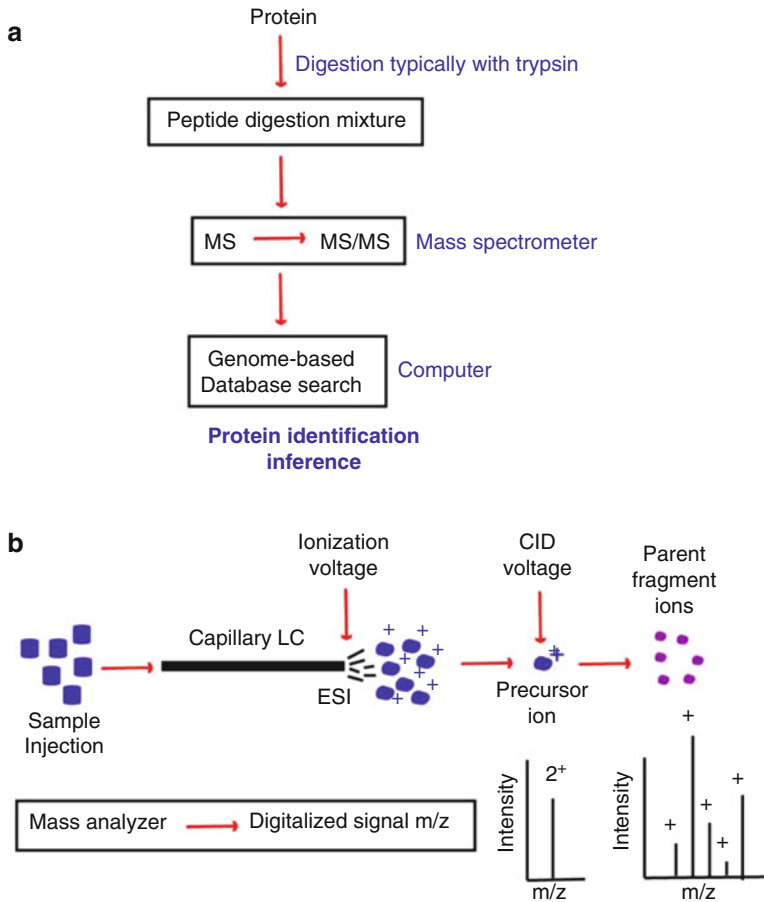 a
Protein
Digestion typically with trypsin
Peptide digestion mixture
MS MS/MS
Mass spectrometer
Genome-based
Database search
Computer
Protein identification
inference
b
Ionization
voltage
CID
voltage
Parent
fragment
ions
Capillary LC
+ + + + + + +
ESI
Sample
Injection
Precursor
ion
Mass analyzer Digitalized signal m/z
Intensity
2+
m/z
Intensity
+ + + + +
m/z